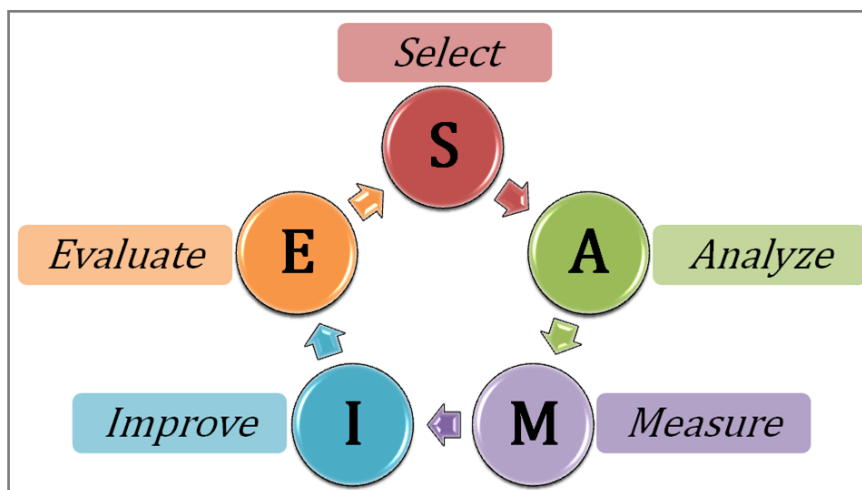 Select
S
E
A
Evaluate
Analyze
I
M
Improve
Measure